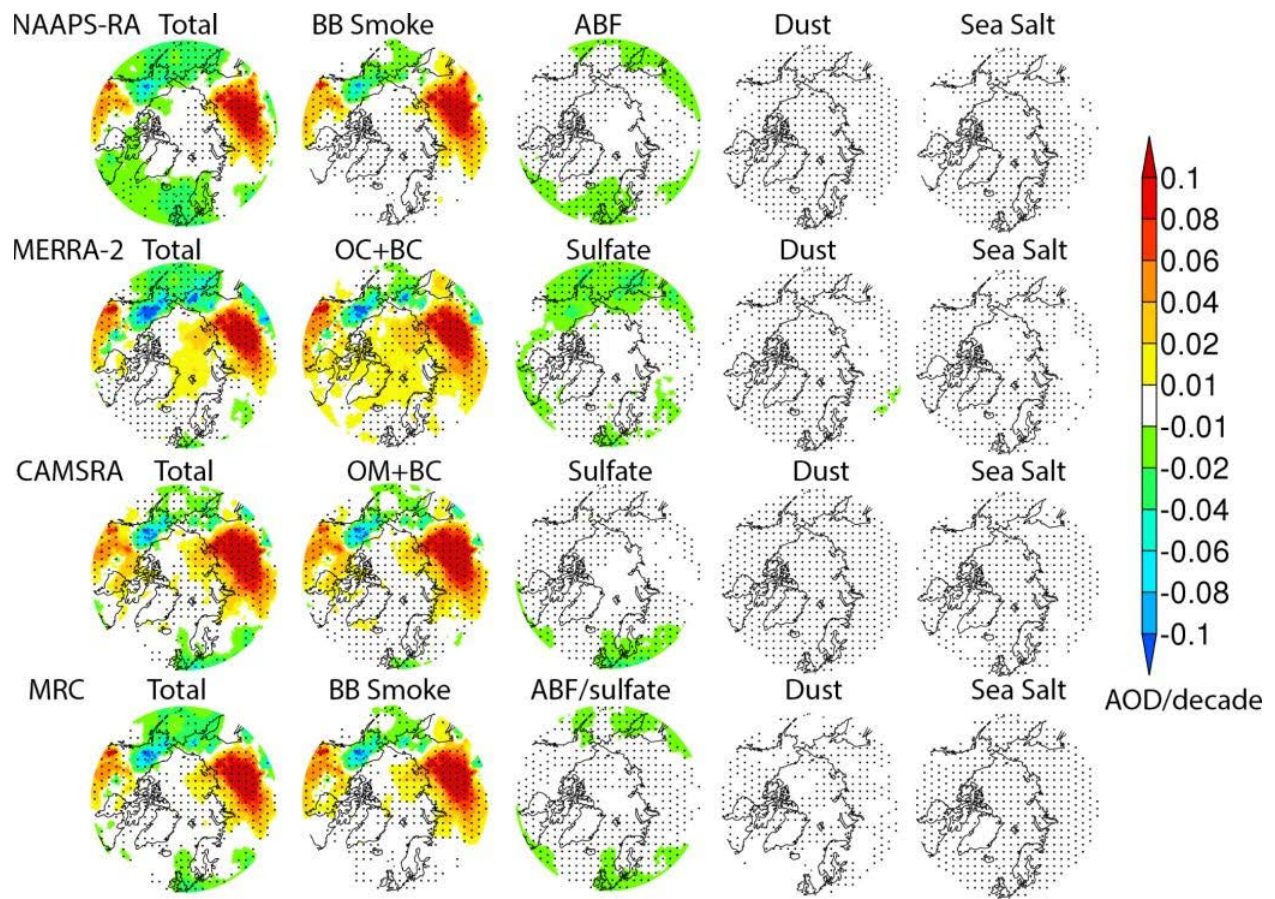 NAAPS-RA Total BB Smoke ABF Dust Sea Salt
MERRA-2 Total OC+BC Sulfate Dust Sea Salt
CAMSRA Total OM+BC Sulfate Dust Sea Salt
MRC Total BB Smoke ABF/sulfate Dust Sea Salt
0.1
0.08
0.06
0.04
0.02
0.01
-0.01
-0.02
-0.04
-0.06
-0.08
-0.1
AOD/decade